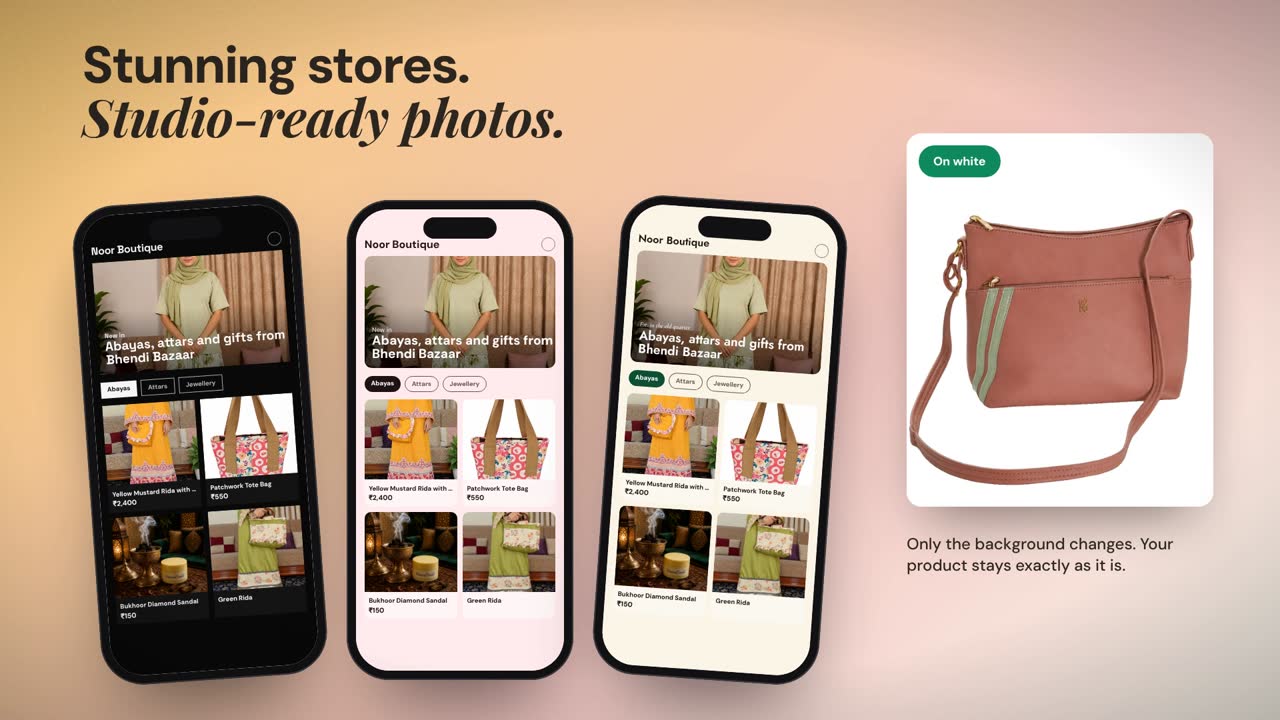 Stunning stores.
Studio-ready photos.
Noor Boutique
Now in
Abayas, attars and gifts from
Bhendi Bazaar
Abayas
Attars
Jewellery
Yellow Mustard Rida with ...
₹2,400
Patchwork Tote Bag
₹550
Bukhoor Diamond Sandal
₹150
Green Rida
Noor Boutique
Now in
Abayas, attars and gifts from
Bhendi Bazaar
Abayas
Attars
Jewellery
Yellow Mustard Rida with ...
₹2,400
Patchwork Tote Bag
₹550
Bukhoor Diamond Sandal
₹150
Green Rida
Noor Boutique
in the old quarter
Abayas, attars and gifts from
Bhendi Bazaar
Abayas
Attars
Jewellery
Yellow Mustard Rida with ...
₹2,400
Patchwork Tote Bag
₹550
Bukhoor Diamond Sandal
₹150
Green Rida
On white
Only the background changes. Your
product stays exactly as it is.